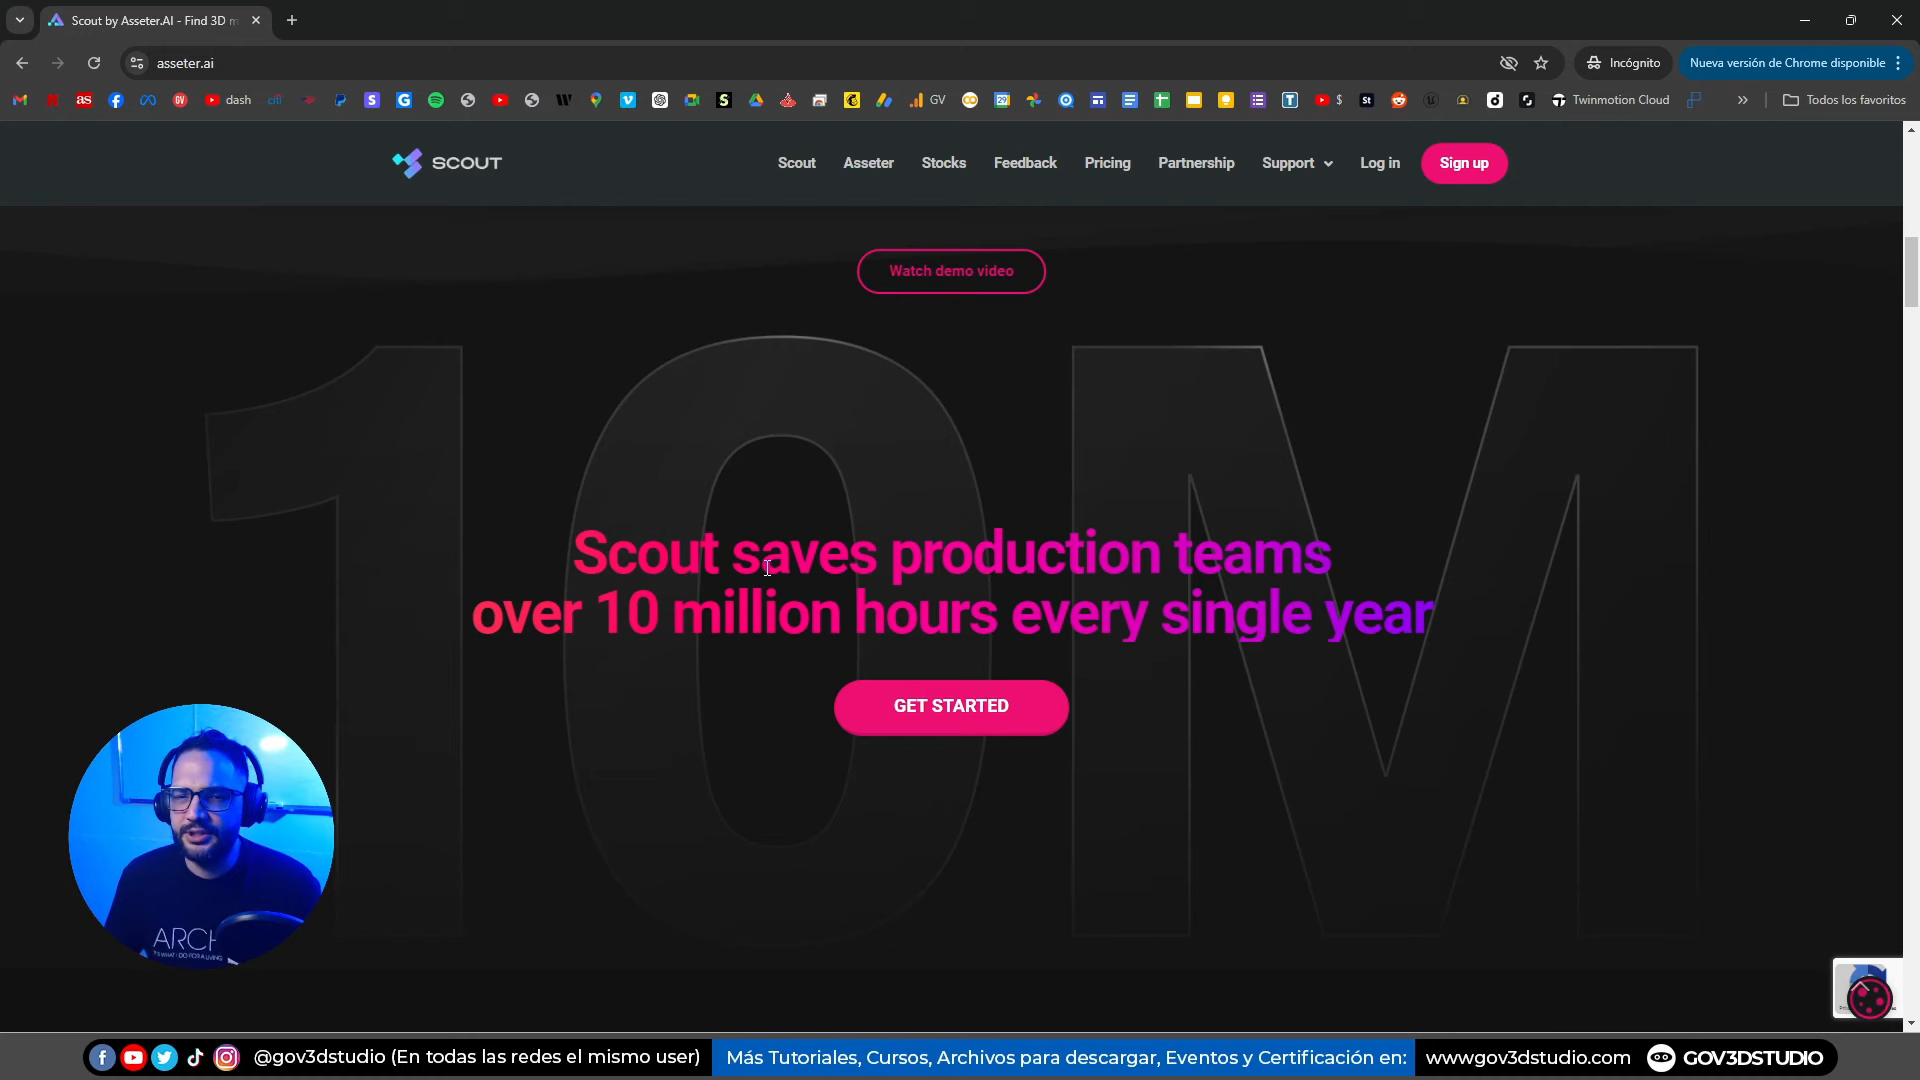 Scout by Asseter.AI - Find 3D m
asseter.ai
Incógnito
Nueva versión de Chrome disponible
dash
GV
$
Twinmotion Cloud
Todos los favoritos
SCOUT
Scout
Asseter
Stocks
Feedback
Pricing
Partnership
Support
Log in
Sign up
Watch demo video
10M
Scout saves production teams
over 10 million hours every single year
GET STARTED
ARCH
@gov3dstudio (En todas las redes el mismo user)
Más Tutoriales, Cursos, Archivos para descargar, Eventos y Certificación en:
www.gov3dstudio.com
GOV3DSTUDIO